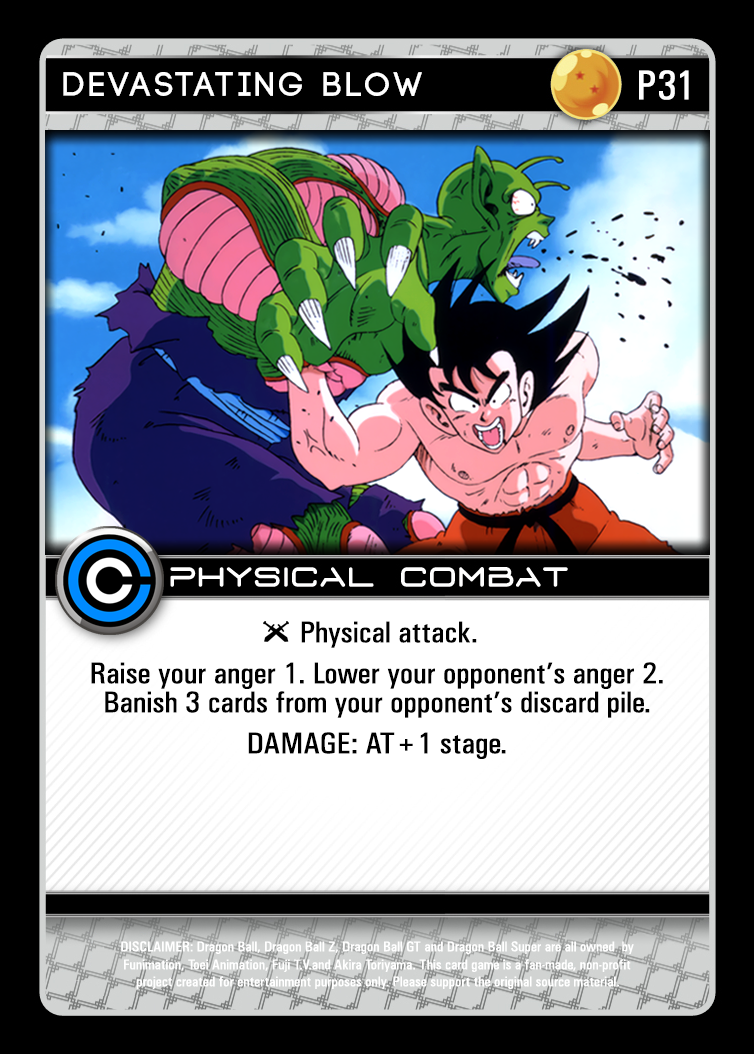 DEVASTATING BLOW
P31
PHYSICAL COMBAT
Physical attack.
Raise your anger 1. Lower your opponent’s anger 2.
Banish 3 cards from your opponent’s discard pile.
DAMAGE: AT+1 stage.
DISCLAIMER: Dragon Ball, Dragon Ball Z, Dragon Ball GT and Dragon Ball Super are all owned by
Funimation, Toei Animation, Fuji T.V.and Akira Toriyama. This card game is a fan-made, non-profit
project created for entertainment purposes only. Please support the original source material.